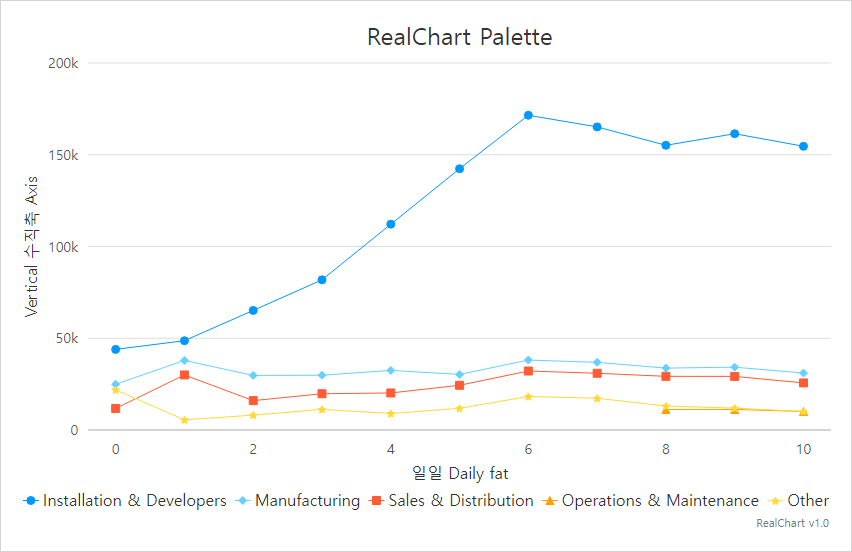 RealChart Palette
200k
150k
100k
50k
0
Vertical 수직축 Axis
0 2 4 6 8 10
일일 Daily fat
Installation & Developers Manufacturing Sales & Distribution Operations & Maintenance Other
RealChart v1.0